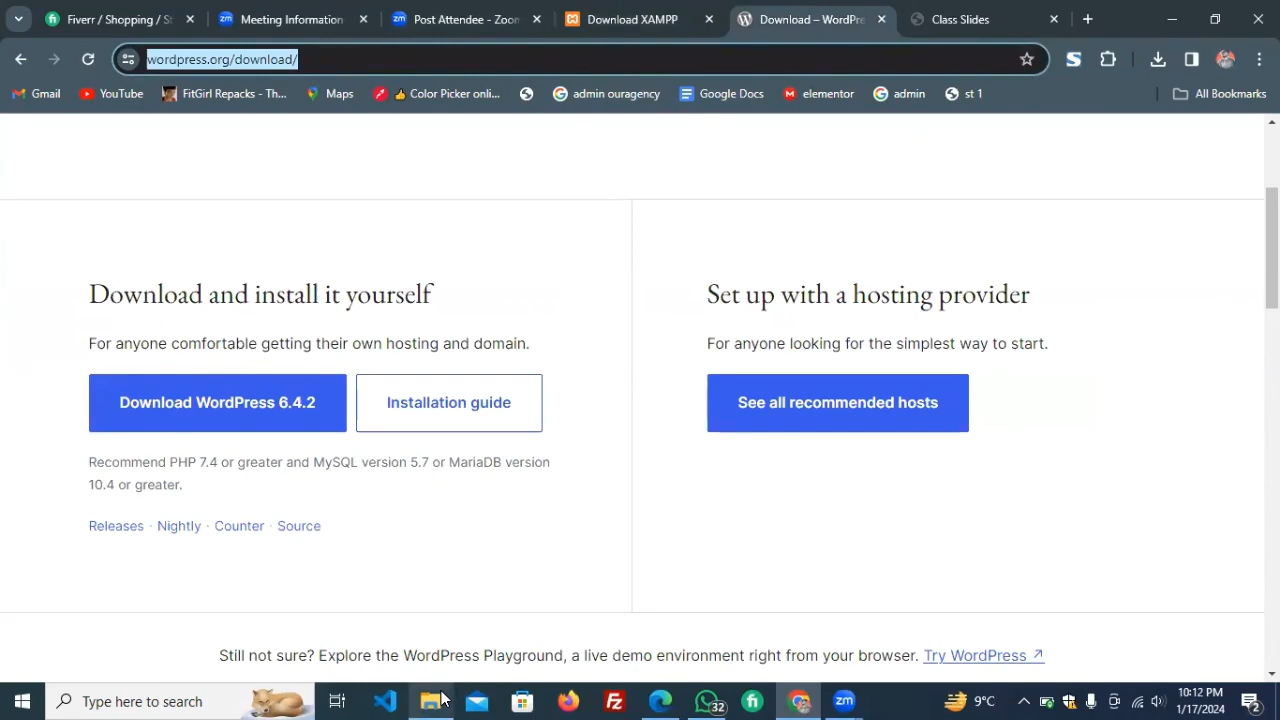 Fiverr / Shopping / St
Meeting Information
Post Attendee - Zoom
Download XAMPP
Download – WordPre
Class Slides
wordpress.org/download/
Gmail
YouTube
FitGirl Repacks - Th...
Maps
👍 Color Picker onli...
admin ouragency
Google Docs
elementor
admin
st 1
All Bookmarks
Download and install it yourself
For anyone comfortable getting their own hosting and domain.
Download WordPress 6.4.2
Installation guide
Recommend PHP 7.4 or greater and MySQL version 5.7 or MariaDB version
10.4 or greater.
Releases · Nightly · Counter · Source
Set up with a hosting provider
For anyone looking for the simplest way to start.
See all recommended hosts
Still not sure? Explore the WordPress Playground, a live demo environment right from your browser. Try WordPress ↗
Type here to search
32
9°C
10:12 PM
1/17/2024
2